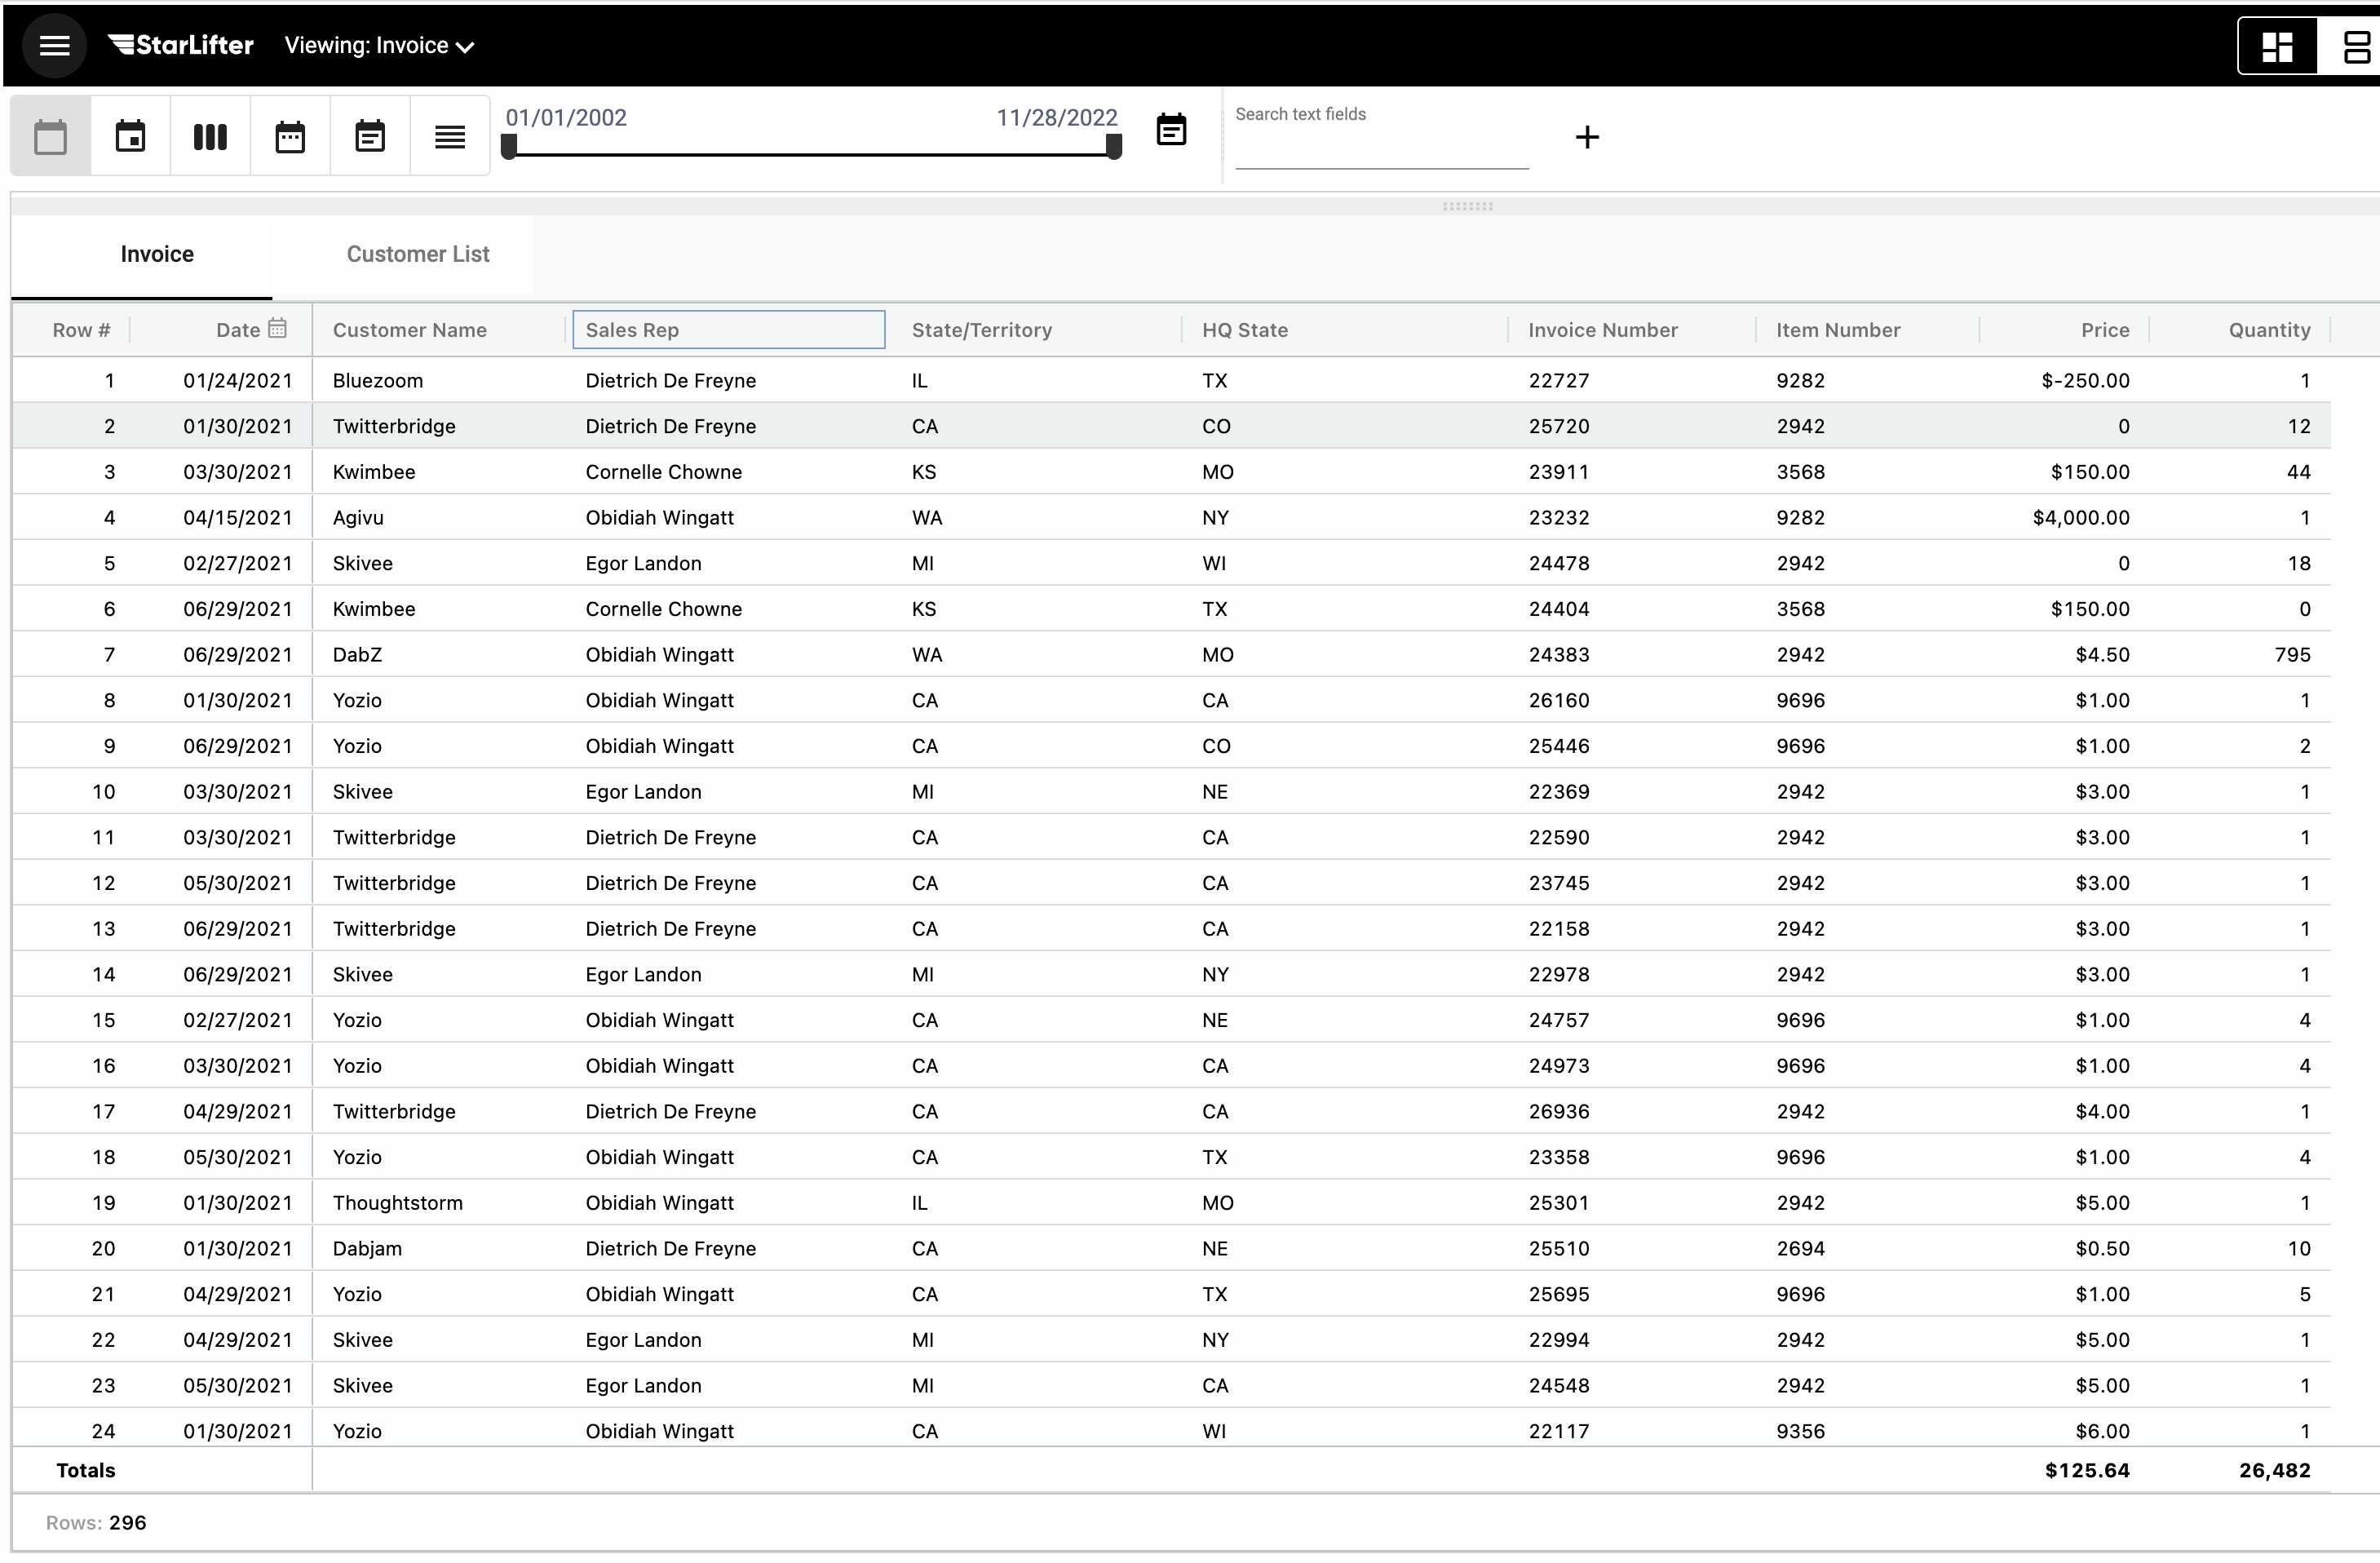 StarLifter Viewing: Invoice
01/01/2002 11/28/2022 Search text fields
Invoice Customer List
Row # Date Customer Name Sales Rep State/Territory HQ State Invoice Number Item Number Price Quantity
1 01/24/2021 Bluezoom Dietrich De Freyne IL TX 22727 9282 $-250.00 1
2 01/30/2021 Twitterbridge Dietrich De Freyne CA CO 25720 2942 0 12
3 03/30/2021 Kwimbee Cornelle Chowne KS MO 23911 3568 $150.00 44
4 04/15/2021 Agivu Obidiah Wingatt WA NY 23232 9282 $4,000.00 1
5 02/27/2021 Skivee Egor Landon MI WI 24478 2942 0 18
6 06/29/2021 Kwimbee Cornelle Chowne KS TX 24404 3568 $150.00 0
7 06/29/2021 DabZ Obidiah Wingatt WA MO 24383 2942 $4.50 795
8 01/30/2021 Yozio Obidiah Wingatt CA CA 26160 9696 $1.00 1
9 06/29/2021 Yozio Obidiah Wingatt CA CO 25446 9696 $1.00 2
10 03/30/2021 Skivee Egor Landon MI NE 22369 2942 $3.00 1
11 03/30/2021 Twitterbridge Dietrich De Freyne CA CA 22590 2942 $3.00 1
12 05/30/2021 Twitterbridge Dietrich De Freyne CA CA 23745 2942 $3.00 1
13 06/29/2021 Twitterbridge Dietrich De Freyne CA CA 22158 2942 $3.00 1
14 06/29/2021 Skivee Egor Landon MI NY 22978 2942 $3.00 1
15 02/27/2021 Yozio Obidiah Wingatt CA NE 24757 9696 $1.00 4
16 03/30/2021 Yozio Obidiah Wingatt CA CA 24973 9696 $1.00 4
17 04/29/2021 Twitterbridge Dietrich De Freyne CA CA 26936 2942 $4.00 1
18 05/30/2021 Yozio Obidiah Wingatt CA TX 23358 9696 $1.00 4
19 01/30/2021 Thoughtstorm Obidiah Wingatt IL MO 25301 2942 $5.00 1
20 01/30/2021 Dabjam Dietrich De Freyne CA NE 25510 2694 $0.50 10
21 04/29/2021 Yozio Obidiah Wingatt CA TX 25695 9696 $1.00 5
22 04/29/2021 Skivee Egor Landon MI NY 22994 2942 $5.00 1
23 05/30/2021 Skivee Egor Landon MI CA 24548 2942 $5.00 1
24 01/30/2021 Yozio Obidiah Wingatt CA WI 22117 9356 $6.00 1
Totals $125.64 26,482
Rows: 296